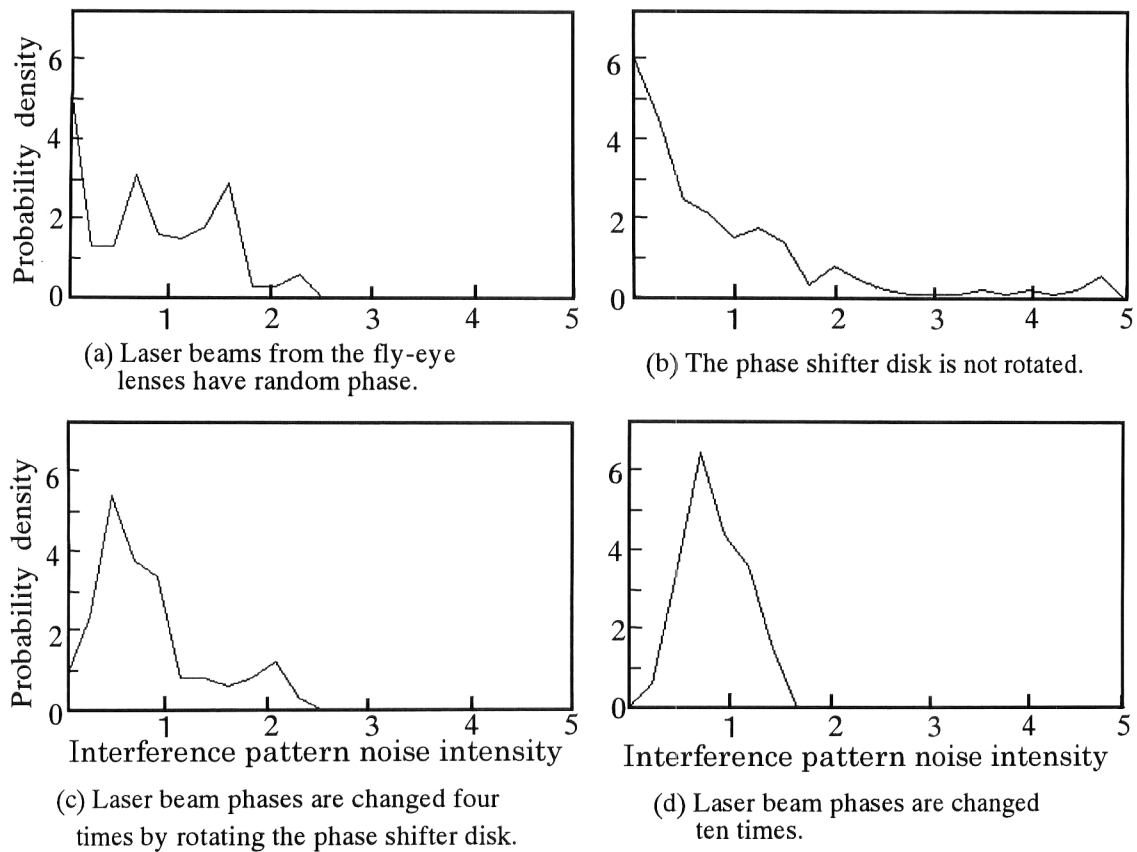 Probability density
6
4
2
0
1 2 3 4 5
(a) Laser beams from the fly-eye
lenses have random phase.
6
4
2
0
1 2 3 4 5
(b) The phase shifter disk is not rotated.
Probability density
6
4
2
0
1 2 3 4 5
Interference pattern noise intensity
(c) Laser beam phases are changed four
times by rotating the phase shifter disk.
6
4
2
0
1 2 3 4 5
Interference pattern noise intensity
(d) Laser beam phases are changed
ten times.